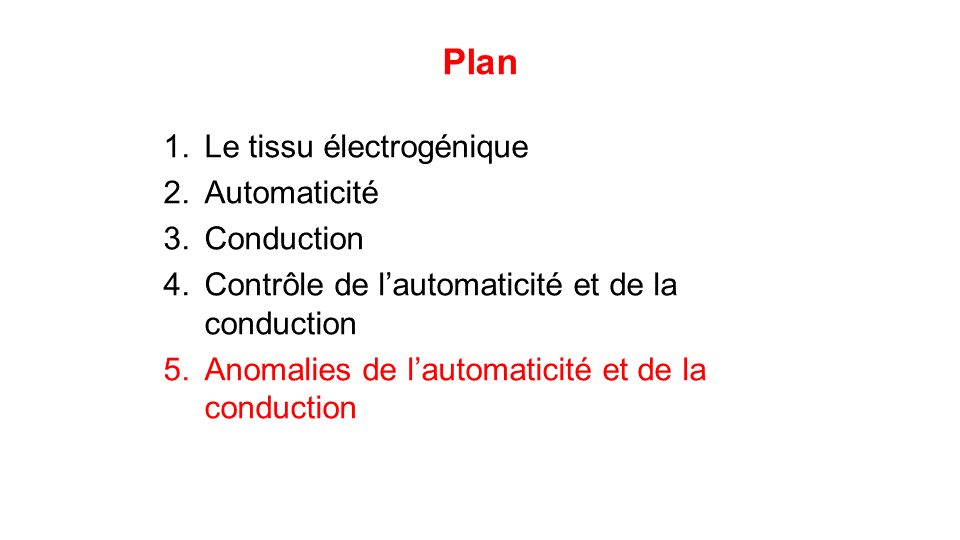 Plan
1. Le tissu électrogénique
2. Automaticité
3. Conduction
4. Contrôle de l’automaticité et de la
conduction
5. Anomalies de l’automaticité et de la
conduction